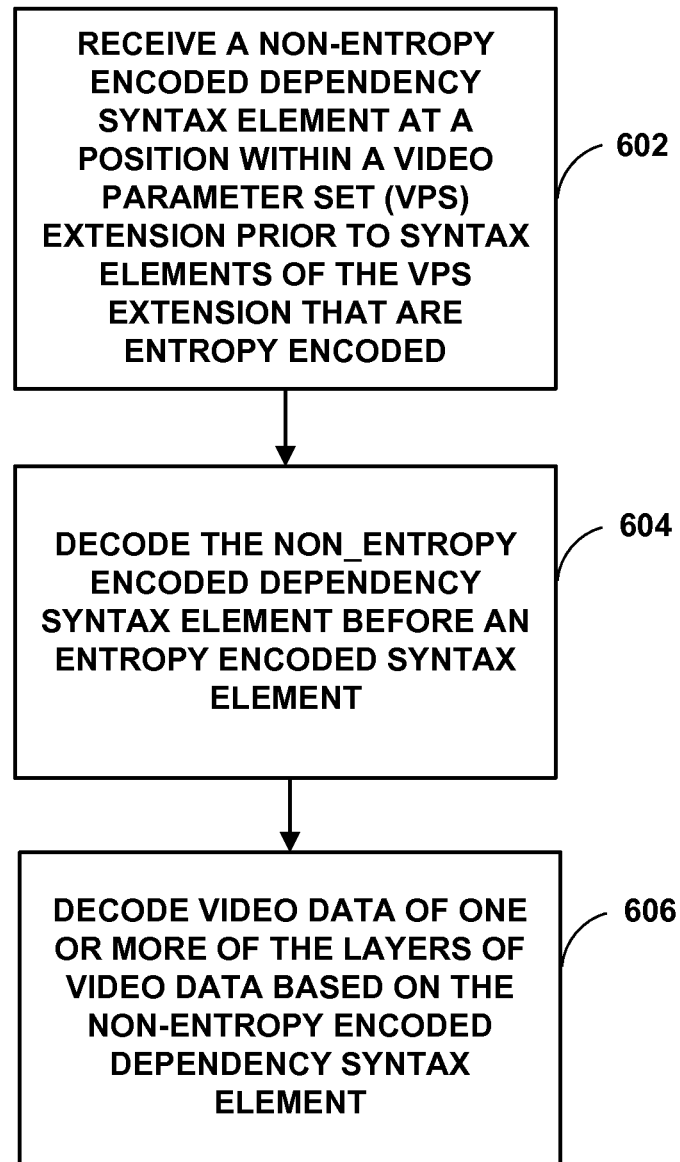 RECEIVE A NON-ENTROPY
ENCODED DEPENDENCY
SYNTAX ELEMENT AT A
POSITION WITHIN A VIDEO
PARAMETER SET (VPS)
EXTENSION PRIOR TO SYNTAX
ELEMENTS OF THE VPS
EXTENSION THAT ARE
ENTROPY ENCODED
602
DECODE THE NON_ENTROPY
ENCODED DEPENDENCY
SYNTAX ELEMENT BEFORE AN
ENTROPY ENCODED SYNTAX
ELEMENT
604
DECODE VIDEO DATA OF ONE
OR MORE OF THE LAYERS OF
VIDEO DATA BASED ON THE
NON-ENTROPY ENCODED
DEPENDENCY SYNTAX
ELEMENT
606